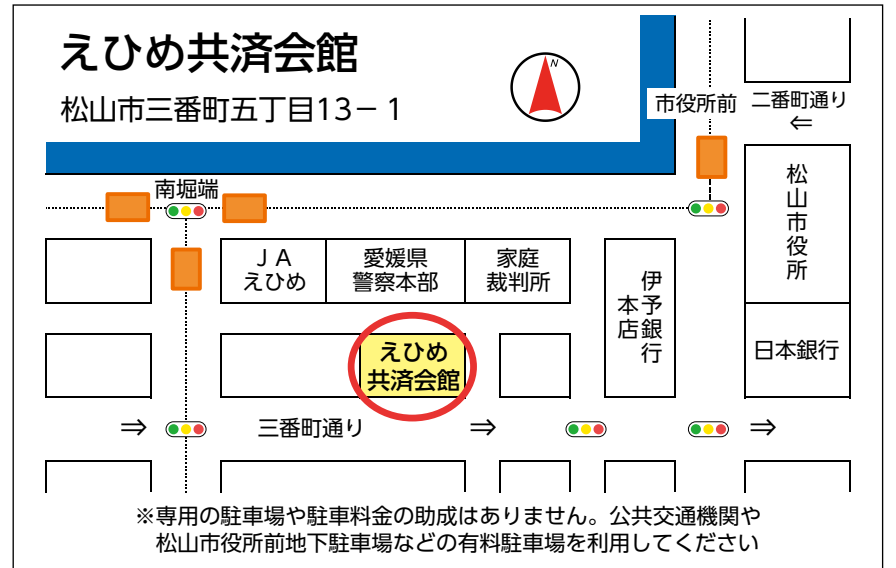 えひめ共済会館
松山市三番町五丁目13－1
N
市役所前
二番町通り
⇐
南堀端
松山市役所
ＪＡ
えひめ
愛媛県
警察本部
家庭
裁判所
伊予銀行
本店
えひめ
共済会館
日本銀行
⇒
三番町通り
⇒
⇒
※専用の駐車場や駐車料金の助成はありません。公共交通機関や
松山市役所前地下駐車場などの有料駐車場を利用してください